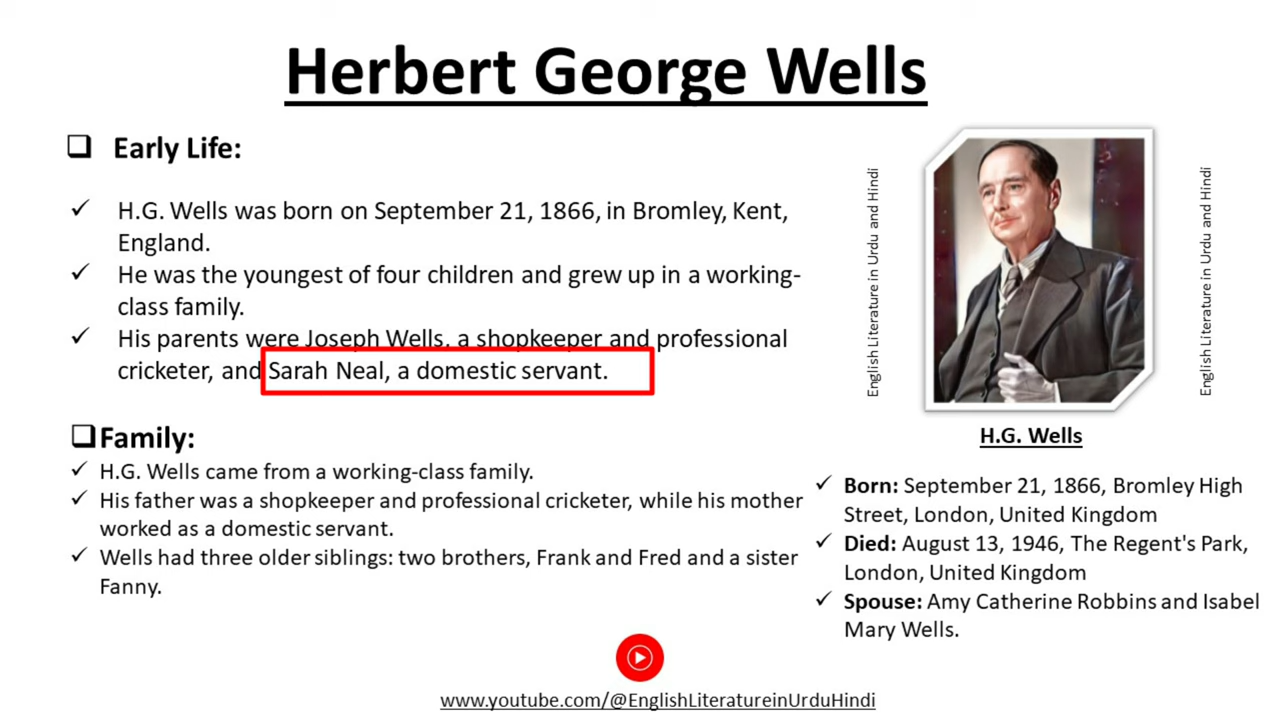 Herbert George Wells
Early Life:
H.G. Wells was born on September 21, 1866, in Bromley, Kent,
England.
He was the youngest of four children and grew up in a working-
class family.
His parents were Joseph Wells, a shopkeeper and professional
cricketer, and Sarah Neal, a domestic servant.
Family:
H.G. Wells came from a working-class family.
His father was a shopkeeper and professional cricketer, while his mother
worked as a domestic servant.
Wells had three older siblings: two brothers, Frank and Fred and a sister
Fanny.
English Literature in Urdu and Hindi
English Literature in Urdu and Hindi
H.G. Wells
Born: September 21, 1866, Bromley High
Street, London, United Kingdom
Died: August 13, 1946, The Regent's Park,
London, United Kingdom
Spouse: Amy Catherine Robbins and Isabel
Mary Wells.
www.youtube.com/@EnglishLiteratureinUrduHindi